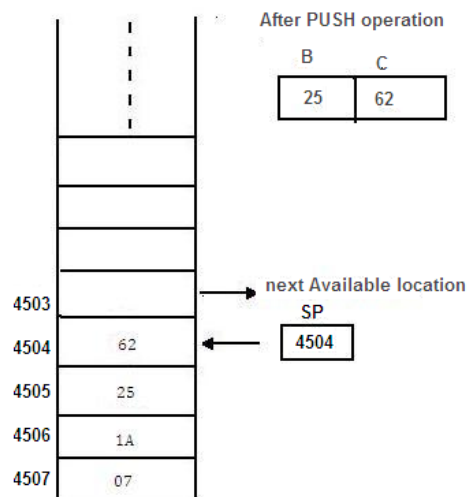 After PUSH operation
B C
25 62
next Available location
4503
SP
4504 62 4504
4505 25
4506 1A
4507 07